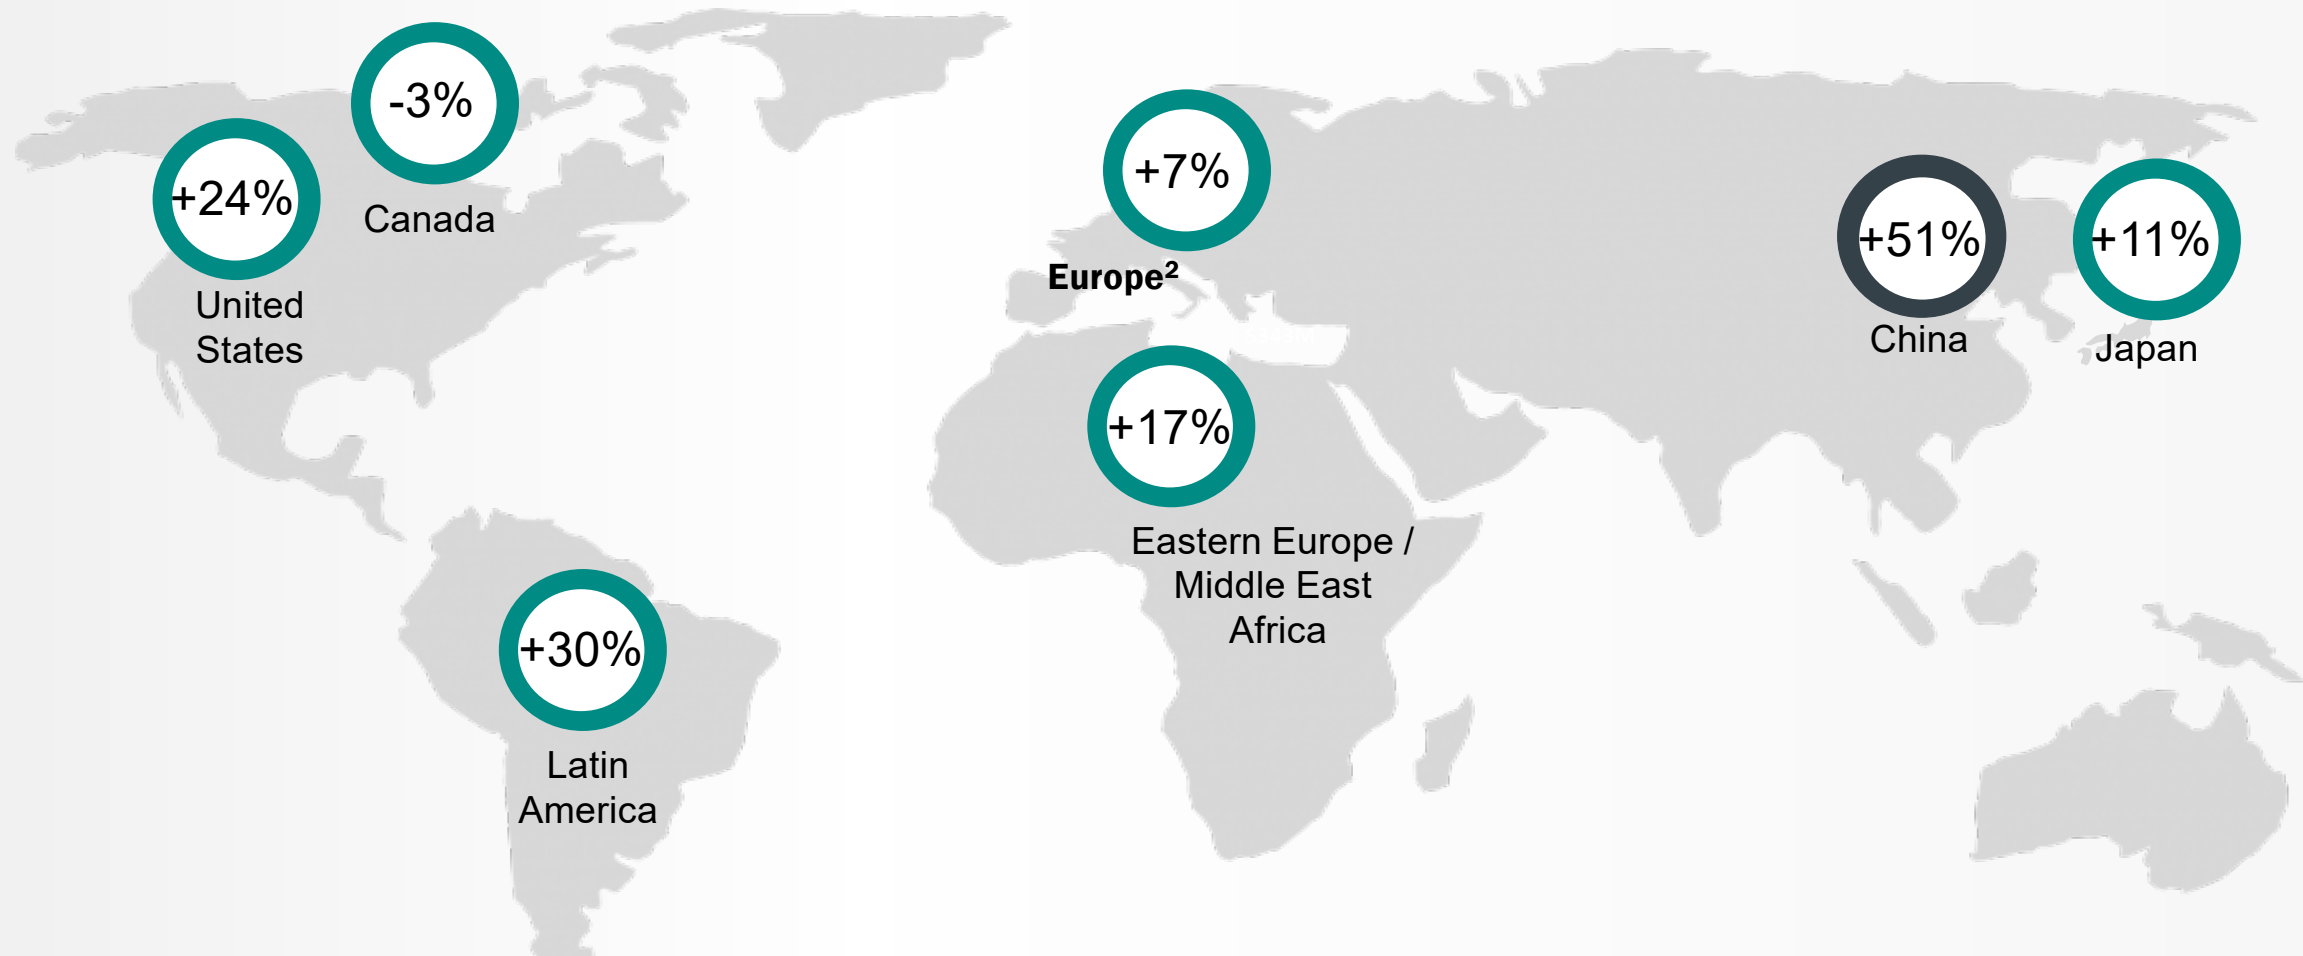 -3%
Canada
+24%
United
States
+30%
Latin
America
+7%
Europe²
+17%
Eastern Europe /
Middle East
Africa
+51%
China
+11%
Japan